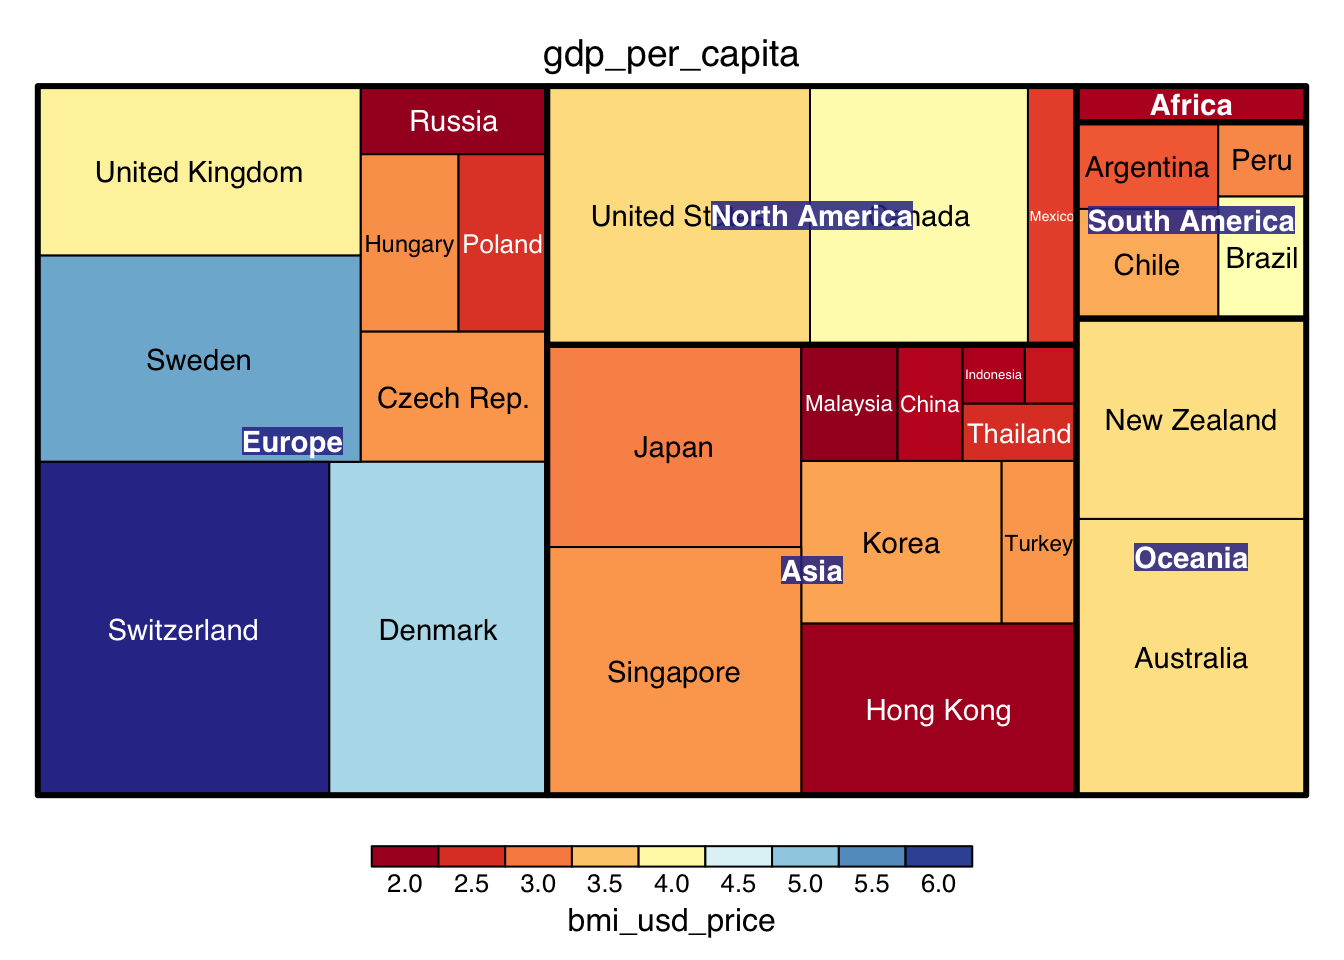 gdp_per_capita
United Kingdom
Russia
Hungary
Poland
Sweden
Czech Rep.
Europe
Switzerland
Denmark
United St
North America
nada
Mexico
Japan
Malaysia
China
Indonesia
Thailand
Korea
Turkey
Asia
Singapore
Hong Kong
Africa
Argentina
Peru
South America
Chile
Brazil
New Zealand
Oceania
Australia
2.0 2.5 3.0 3.5 4.0 4.5 5.0 5.5 6.0
bmi_usd_price